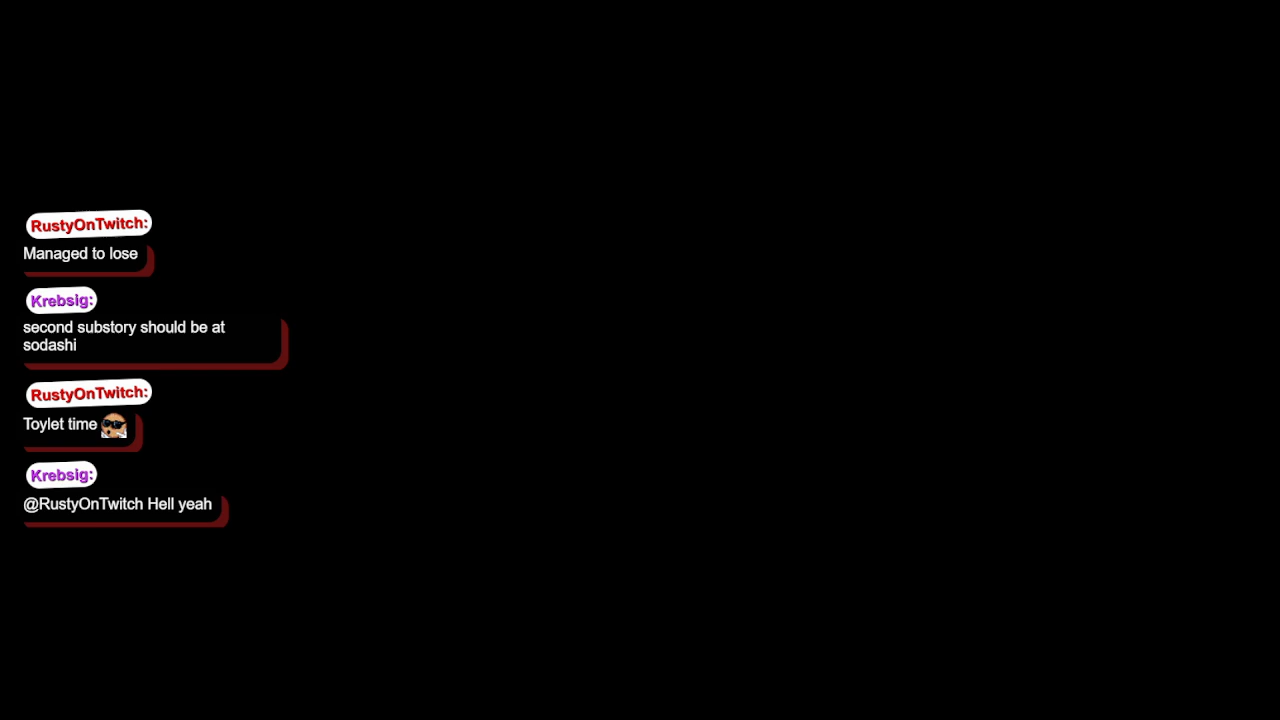 RustyOnTwitch:
Managed to lose
Krebsig:
second substory should be at
sodashi
RustyOnTwitch:
Toylet time
Krebsig:
@RustyOnTwitch Hell yeah